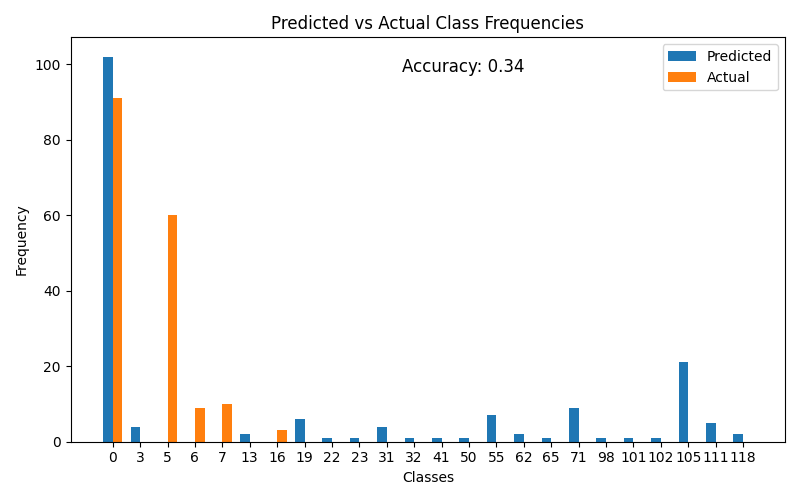 Predicted vs Actual Class Frequencies
Accuracy: 0.34
Predicted
Actual
Frequency
100
80
60
40
20
0
0 3 5 6 7 13 16 19 22 23 31 32 41 50 55 62 65 71 98 101 102 105 111 118
Classes